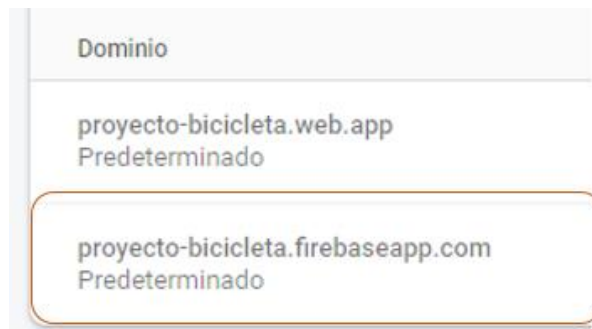 Dominio
proyecto-bicicleta.web.app
Predeterminado
proyecto-bicicleta.firebaseapp.com
Predeterminado